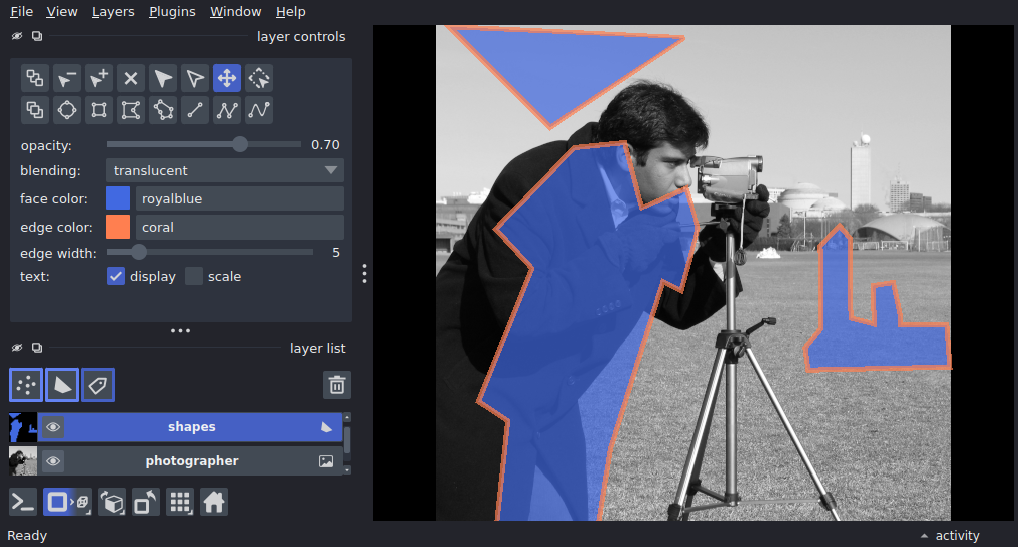 File View Layers Plugins Window Help
layer controls
opacity: 0.70
blending: translucent
face color: royalblue
edge color: coral
edge width: 5
text: display scale
layer list
shapes
photographer
Ready activity